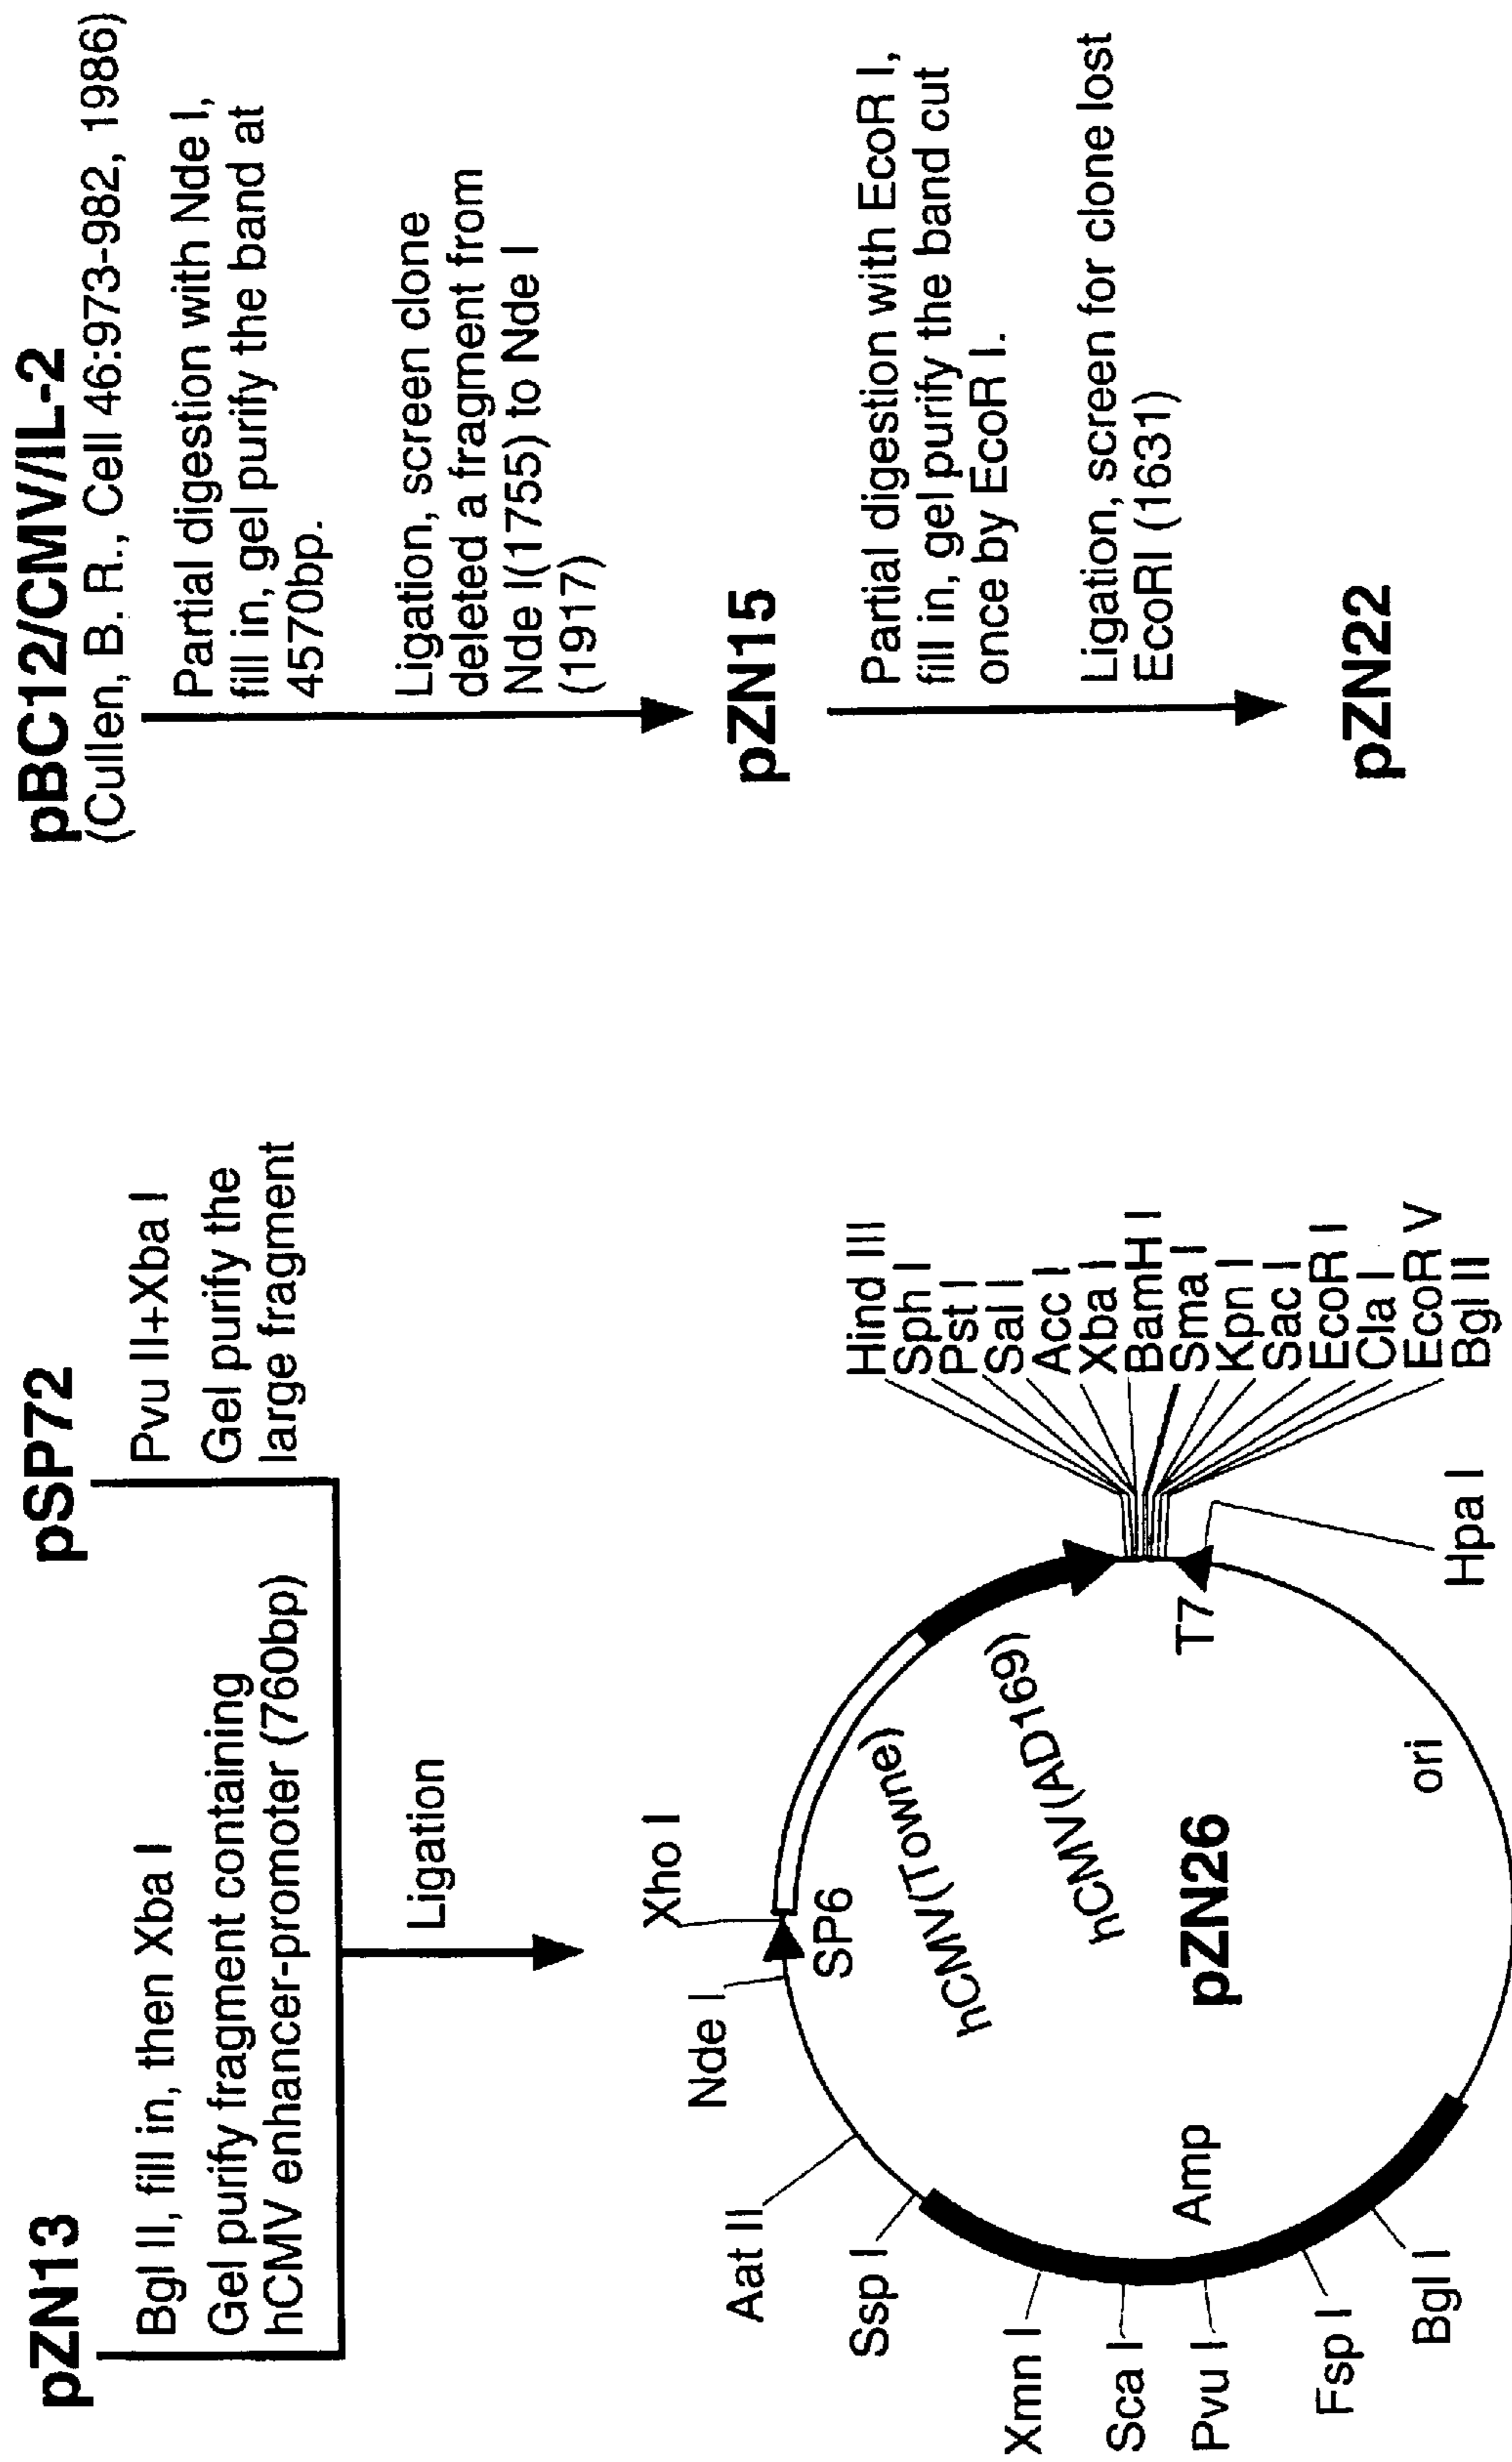 pZN13
Bgl II, fill in, then Xba I
Gel purify fragment containing
hCMV enhancer-promoter (760bp)
pSP72
Pvu II+Xba I
Gel purify the
large fragment
Ligation
Xho I
Nde I
SP6
Aat II
Ssp I
Xmn I
Sca I
Pvu I
Fsp I
Bgl I
Amp
hCMV(Towne)
hCMV(AD169)
pZN26
ori
T7
Hpa I
Hind III
Sph I
Pst I
Sal I
Acc I
Xba I
BamH I
Sma I
Kpn I
Sac I
EcoR I
Cla I
EcoR V
Bgl II
pBC12/CMV/IL-2
(Cullen, B. R., Cell 46:973-982, 1986)
Partial digestion with Nde I,
fill in, gel purify the band at
4570bp.
Ligation, screen clone
deleted a fragment from
Nde I(1755) to Nde I
(1917)
pZN15
Partial digestion with EcoR I,
fill in, gel purify the band cut
once by EcoR I.
Ligation, screen for clone lost
EcoRI (1631)
pZN22